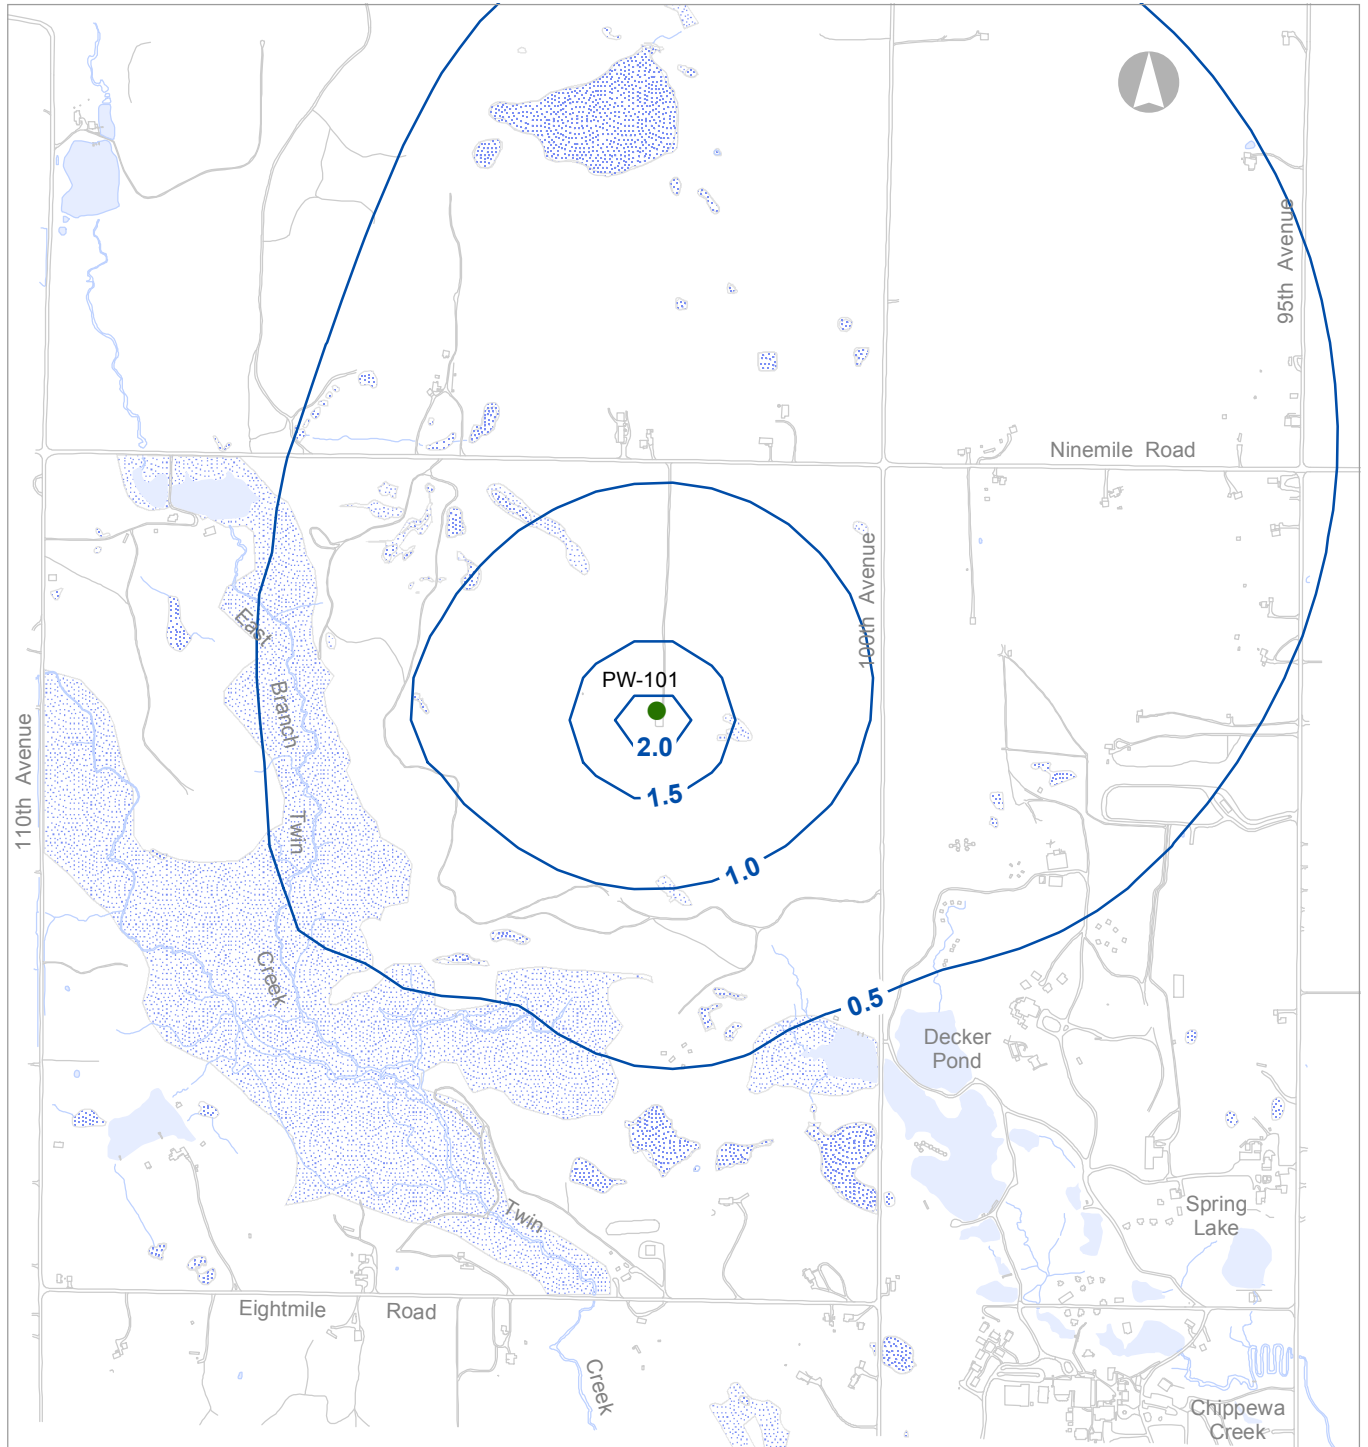 95th Avenue
Ninemile Road
100th Avenue
East
Branch
Twin
Creek
PW-101
2.0
1.5
1.0
0.5
110th Avenue
Decker
Pond
Twin
Spring
Lake
Eightmile Road
Creek
Chippewa
Creek